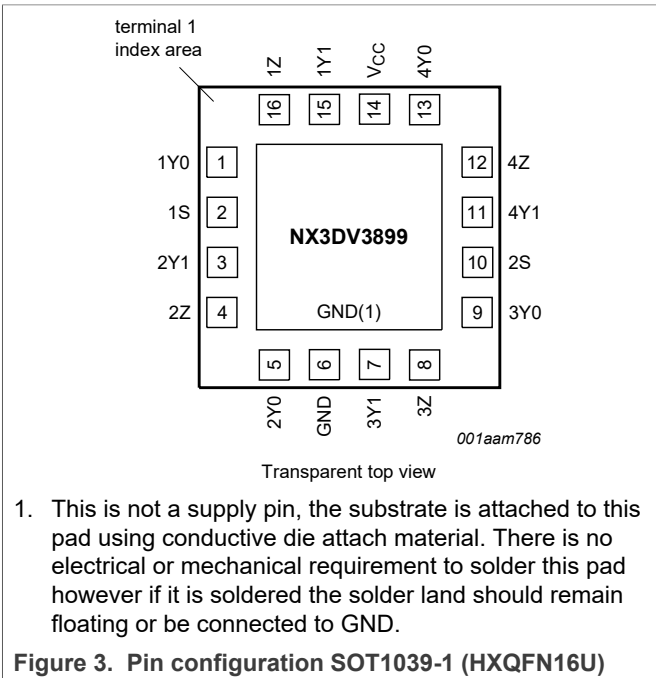 terminal 1
index area
1Z
1Y1
VCC
4Y0
16
15
14
13
1Y0 1
12 4Z
1S 2
11 4Y1
NX3DV3899
2Y1 3
10 2S
2Z 4
GND(1)
9 3Y0
5
6
7
8
2Y0
GND
3Y1
3Z
001aam786
Transparent top view
1. This is not a supply pin, the substrate is attached to this
pad using conductive die attach material. There is no
electrical or mechanical requirement to solder this pad
however if it is soldered the solder land should remain
floating or be connected to GND.
Figure 3. Pin configuration SOT1039-1 (HXQFN16U)